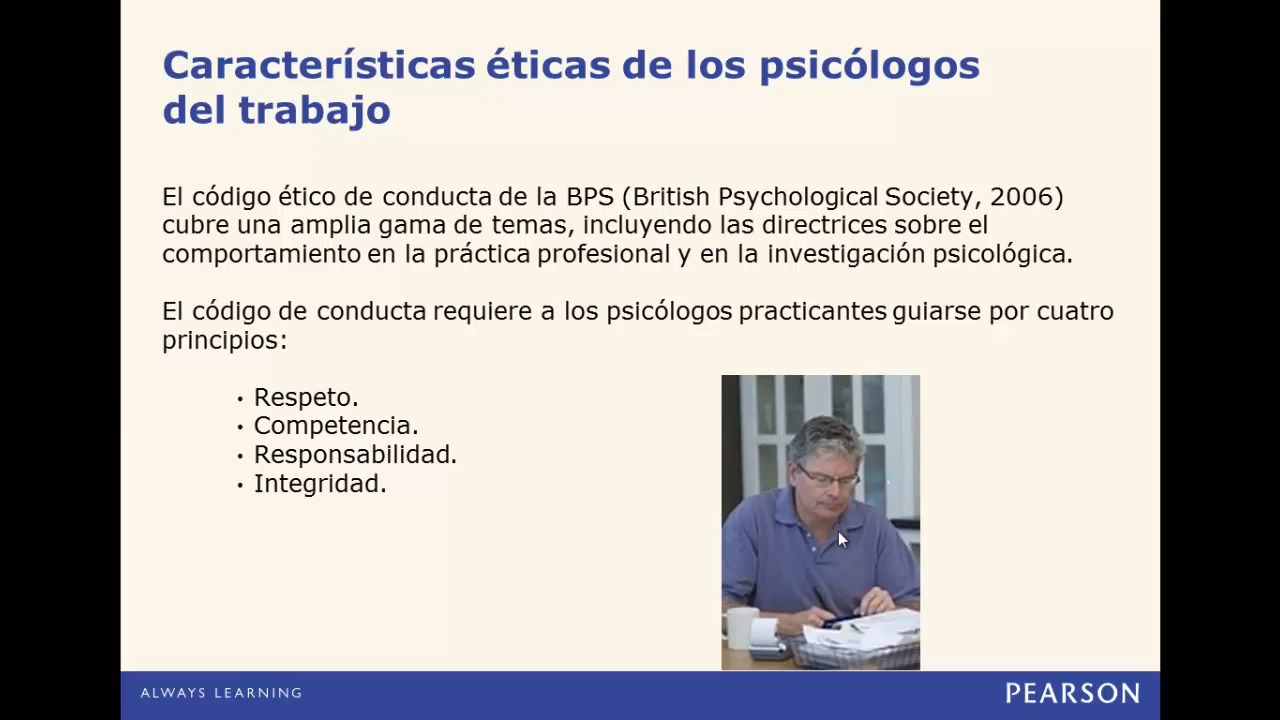 Características éticas de los psicólogos
del trabajo
El código ético de conducta de la BPS (British Psychological Society, 2006)
cubre una amplia gama de temas, incluyendo las directrices sobre el
comportamiento en la práctica profesional y en la investigación psicológica.
El código de conducta requiere a los psicólogos practicantes guiarse por cuatro
principios:
• Respeto.
• Competencia.
• Responsabilidad.
• Integridad.
ALWAYS LEARNING
PEARSON